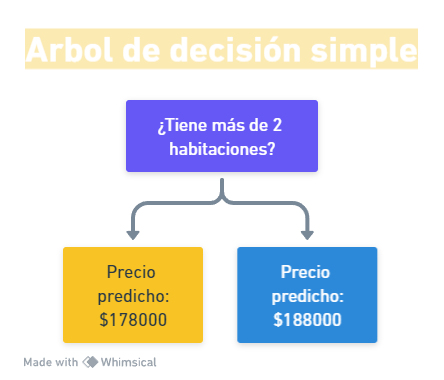 Arbol de decisión simple
¿Tiene más de 2
habitaciones?
Precio
predicho:
$178000
Precio
predicho:
$188000
Made with Whimsical